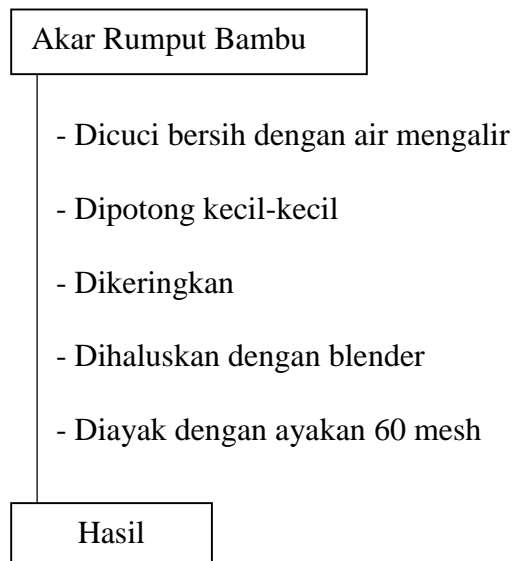 Akar Rumput Bambu
- Dicuci bersih dengan air mengalir
- Dipotong kecil-kecil
- Dikeringkan
- Dihaluskan dengan blender
- Diayak dengan ayakan 60 mesh
Hasil